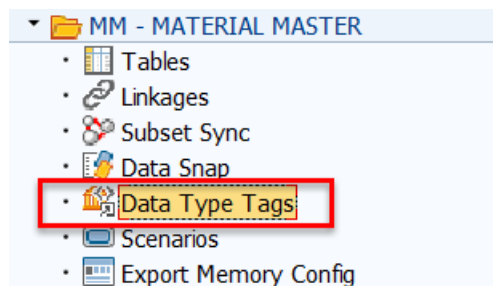 MM - MATERIAL MASTER
Tables
Linkages
Subset Sync
Data Snap
Data Type Tags
Scenarios
Export Memory Config